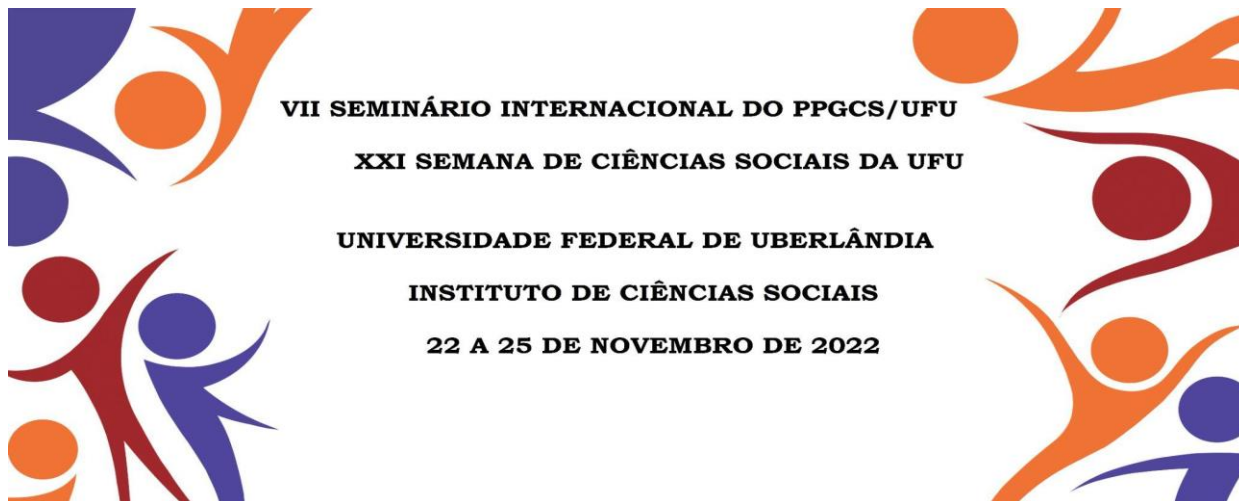 VII SEMINÁRIO INTERNACIONAL DO PPGCS/UFU
XXI SEMANA DE CIÊNCIAS SOCIAIS DA UFU
UNIVERSIDADE FEDERAL DE UBERLÂNDIA
INSTITUTO DE CIÊNCIAS SOCIAIS
22 A 25 DE NOVEMBRO DE 2022